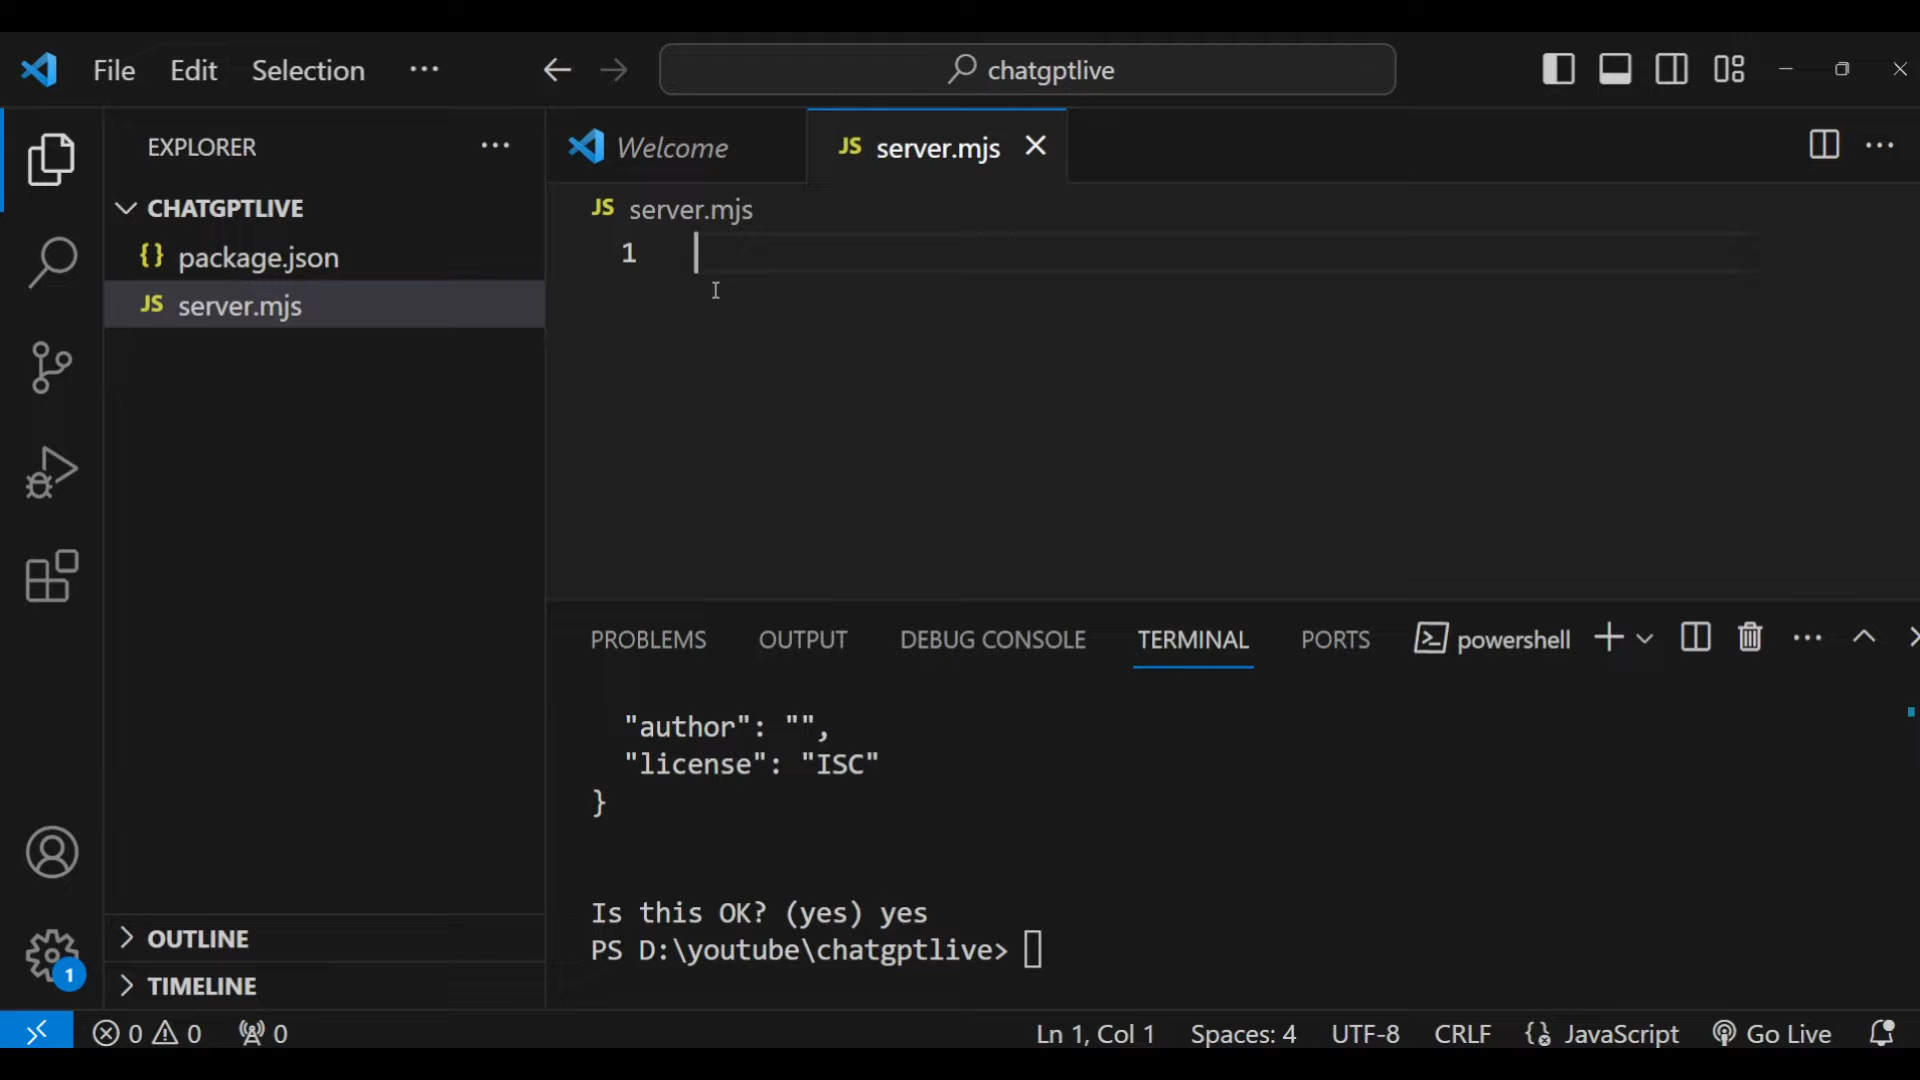 File Edit Selection ··· chatgptlive
EXPLORER ···
CHATGPTLIVE
{} package.json
JS server.mjs
OUTLINE
TIMELINE
Welcome JS server.mjs ···
JS server.mjs
1
PROBLEMS OUTPUT DEBUG CONSOLE TERMINAL PORTS powershell ···
"author": "",
"license": "ISC"
}
Is this OK? (yes) yes
PS D:\youtube\chatgptlive>
1
0 0 0 Ln 1, Col 1 Spaces: 4 UTF-8 CRLF {} JavaScript Go Live